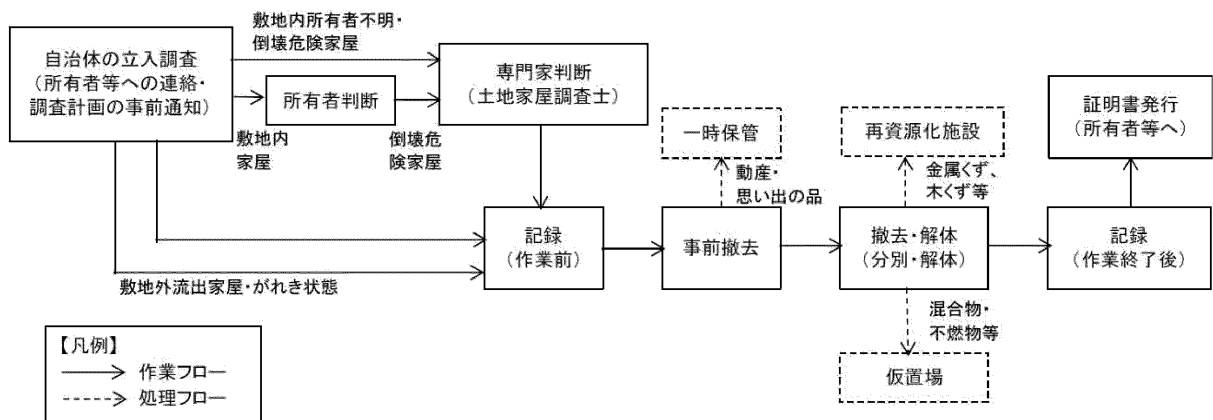 敷地内所有者不明・
倒壊危険家屋
自治体の立入調査
(所有者等への連絡・
調査計画の事前通知)
所有者判断
敷地内
家屋
倒壊危
険家屋
専門家判断
(土地家屋調査士)
一時保管
動産・
思い出の品
再資源化施設
金属くず、
木くず等
証明書発行
(所有者等へ)
記録
(作業前)
事前撤去
撤去・解体
(分別・解体)
記録
(作業終了後)
敷地外流出家屋・がれき状態
混合物・
不燃物等
仮置場
【凡例】
作業フロー
処理フロー